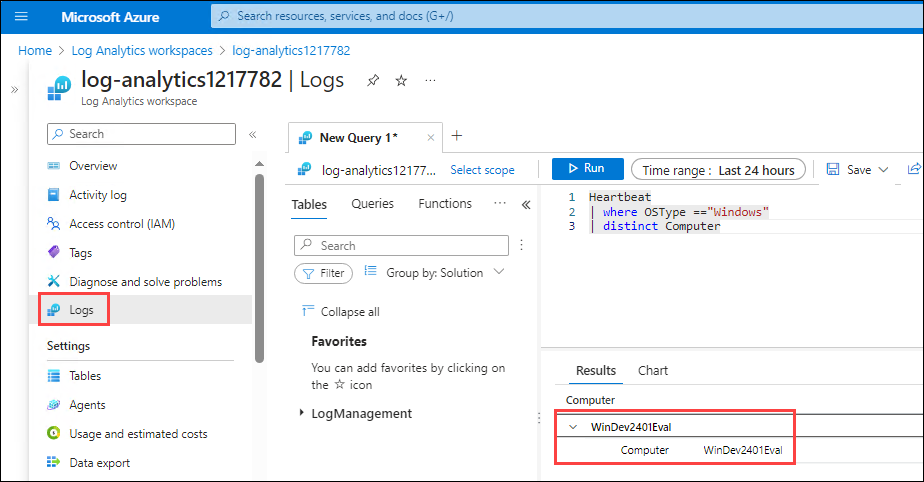 Microsoft Azure
Search resources, services, and docs (G+/)
Home > Log Analytics workspaces > log-analytics1217782
log-analytics1217782 | Logs
Log Analytics workspace
Search
Overview
Activity log
Access control (IAM)
Tags
Diagnose and solve problems
Logs
Settings
Tables
Agents
Usage and estimated costs
Data export
New Query 1*
log-analytics12177... Select scope
Run
Time range : Last 24 hours
Save
Tables Queries Functions ...
Search
Filter
Group by: Solution
Collapse all
Favorites
You can add favorites by clicking on
the ☆ icon
LogManagement
1 Heartbeat
2 | where OSType =="Windows"
3 | distinct Computer
Results Chart
Computer
WinDev2401Eval
Computer WinDev2401Eval